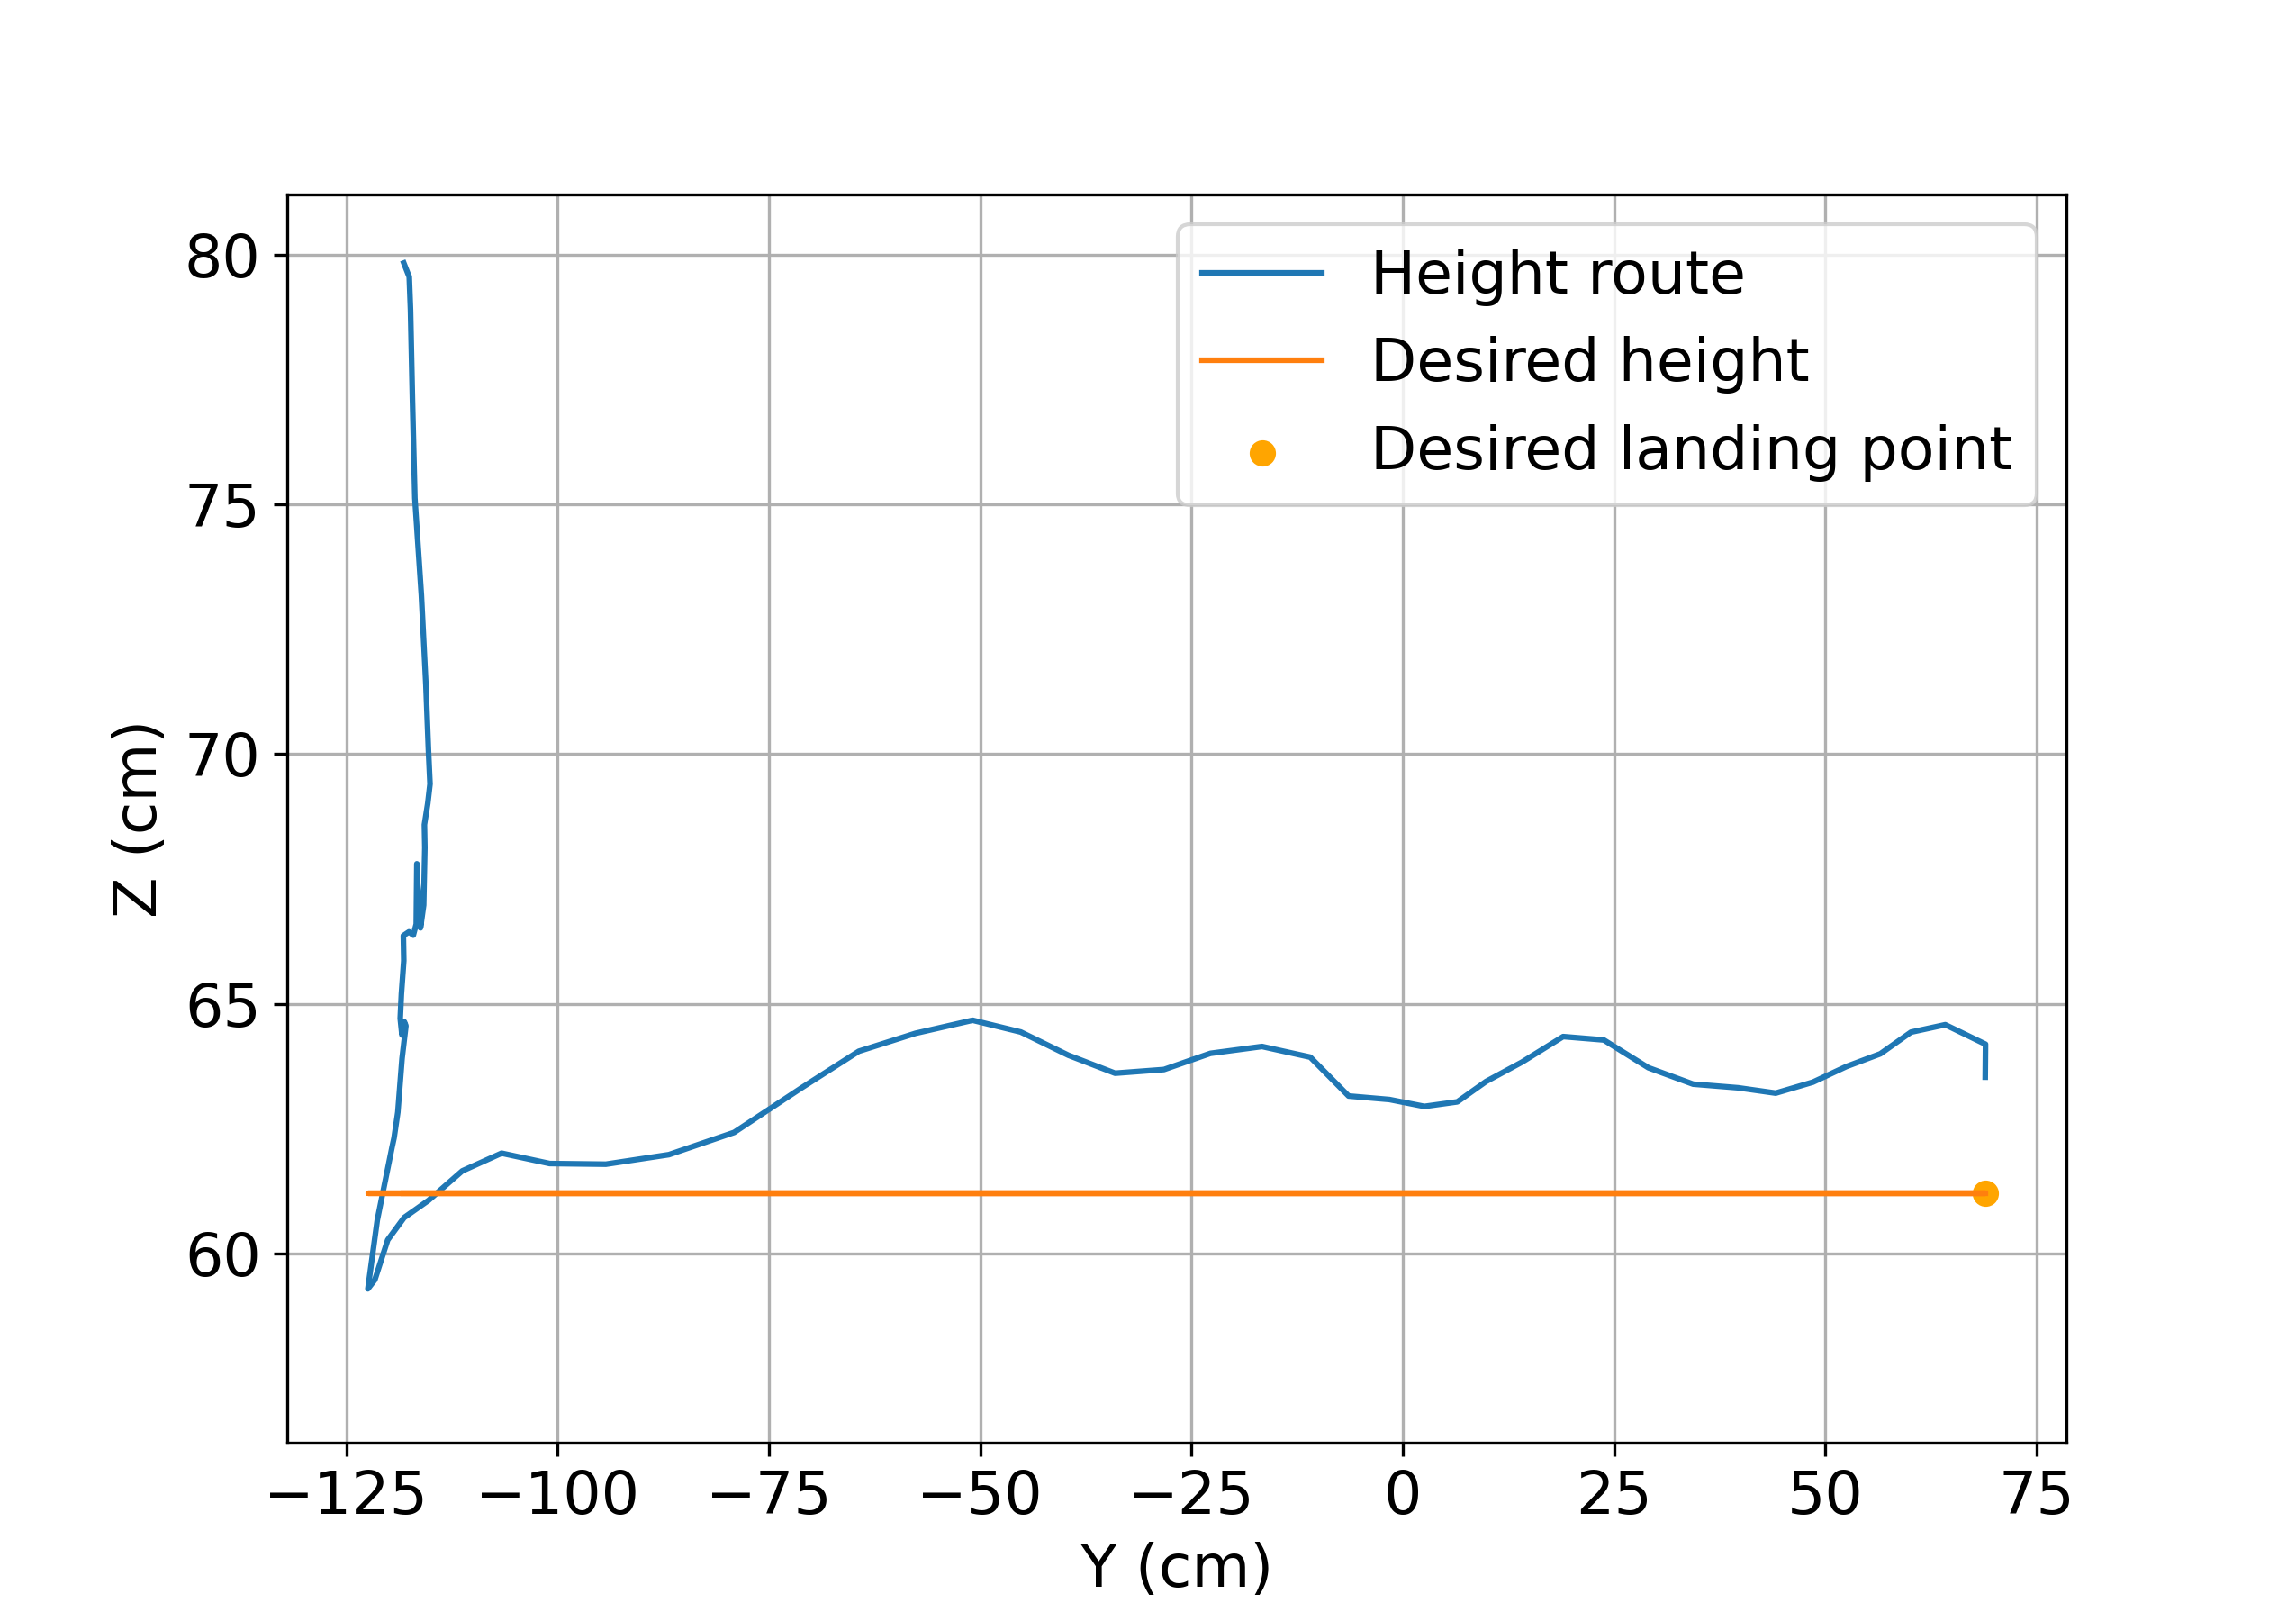 Height route
Desired height
Desired landing point
80
75
70
65
60
Z (cm)
−125 −100 −75 −50 −25 0 25 50 75
Y (cm)